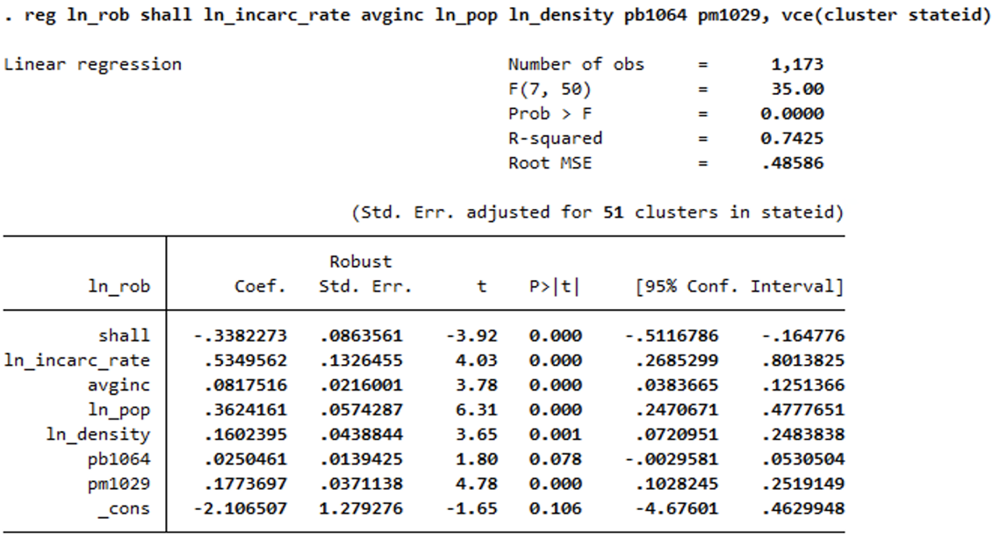 . reg ln_rob shall ln_incarc_rate avginc ln_pop ln_density pb1064 pm1029, vce(cluster stateid)
Linear regression Number of obs = 1,173
F(7, 50) = 35.00
Prob > F = 0.0000
R-squared = 0.7425
Root MSE = .48586
(Std. Err. adjusted for 51 clusters in stateid)
Robust
ln_rob Coef. Std. Err. t P>|t| [95% Conf. Interval]
shall -.3382273 .0863561 -3.92 0.000 -.5116786 -.164776
ln_incarc_rate .5349562 .1326455 4.03 0.000 .2685299 .8013825
avginc .0817516 .0216001 3.78 0.000 .0383665 .1251366
ln_pop .3624161 .0574287 6.31 0.000 .2470671 .4777651
ln_density .1602395 .0438844 3.65 0.001 .0720951 .2483838
pb1064 .0250461 .0139425 1.80 0.078 -.0029581 .0530504
pm1029 .1773697 .0371138 4.78 0.000 .1028245 .2519149
_cons -2.106507 1.279276 -1.65 0.106 -4.67601 .4629948